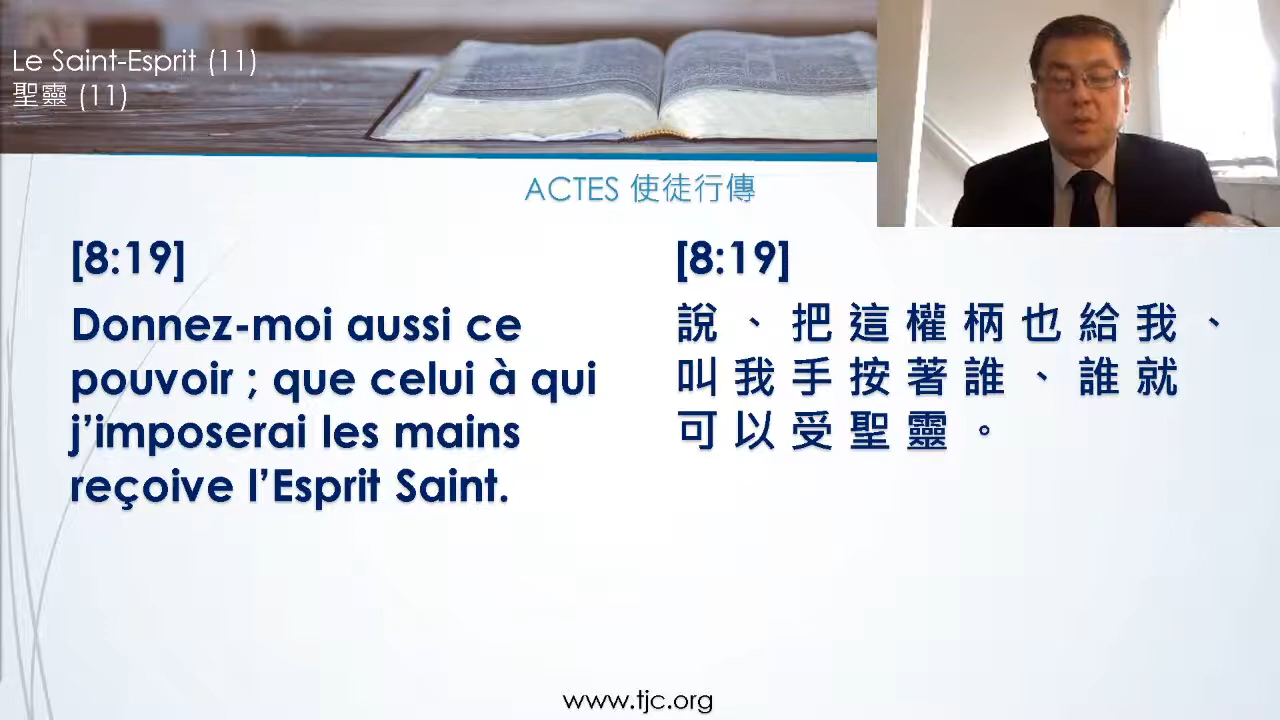 Le Saint-Esprit (11)
聖靈 (11)
ACTES 使徒行傳
[8:19]
Donnez-moi aussi ce
pouvoir ; que celui à qui
j’imposerai les mains
reçoive l’Esprit Saint.
[8:19]
說、把這權柄也給我、
叫我手按著誰、誰就
可以受聖靈。
www.tjc.org